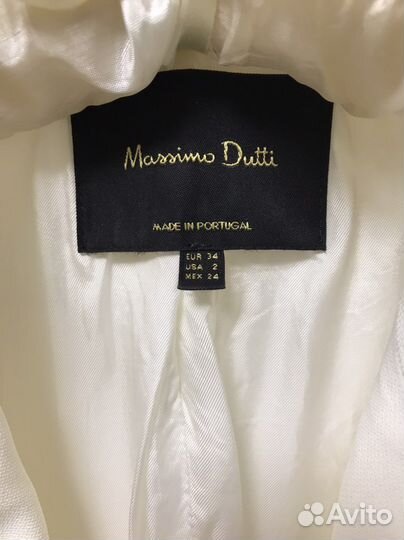 Massimo Dutti
MADE IN PORTUGAL
EUR 34
USA 2
MEX 24
Avito